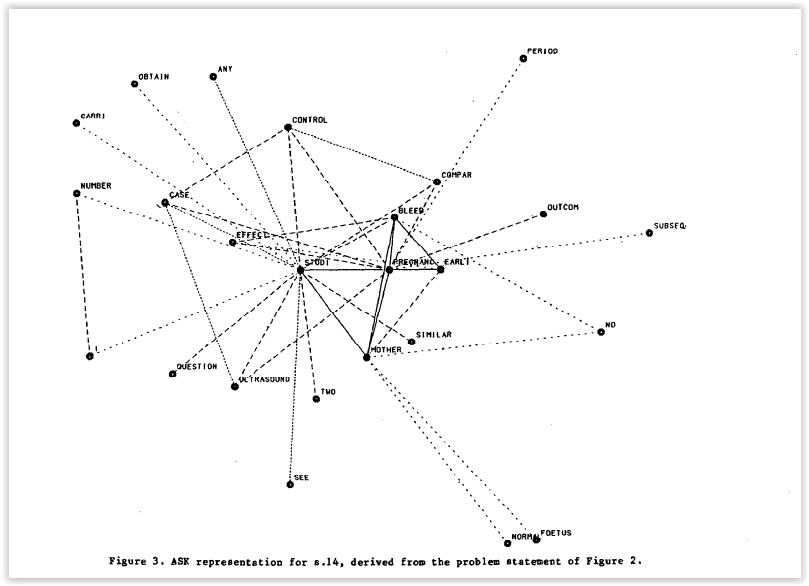 PERIOD
ANY
OBTAIN
CARRI
CONTROL
NUMBER
CASE
COMPAR
BLEED
OUTCOM
SUBSEQ
EFFECT
STUDI
PREGNANC
EARLI
NO
SIMILAR
MOTHER
QUESTION
ULTRASOUND
TWO
SEE
NORMAL
FOETUS
Figure 3. ASK representation for s.14, derived from the problem statement of Figure 2.